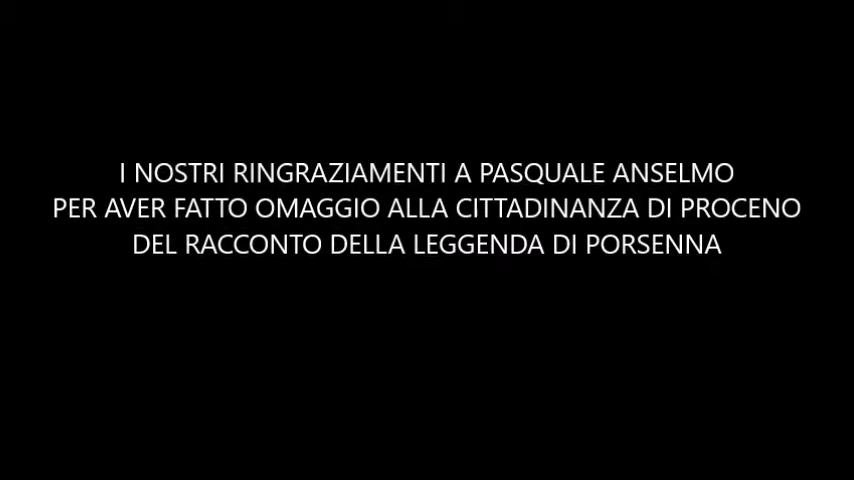 I NOSTRI RINGRAZIAMENTI A PASQUALE ANSELMO
PER AVER FATTO OMAGGIO ALLA CITTADINANZA DI PROCENO
DEL RACCONTO DELLA LEGGENDA DI PORSENNA